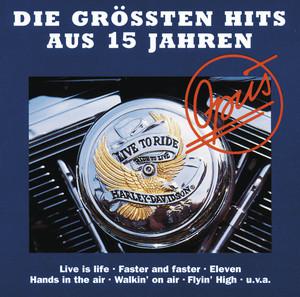 DIE GRÖSSTEN HITS
AUS 15 JAHREN
Opus
LIVE TO RIDE
RIDE TO LIVE
HARLEY-DAVIDSON
Live is life · Faster and faster · Eleven
Hands in the air · Walkin' on air · Flyin' High · u.v.a.